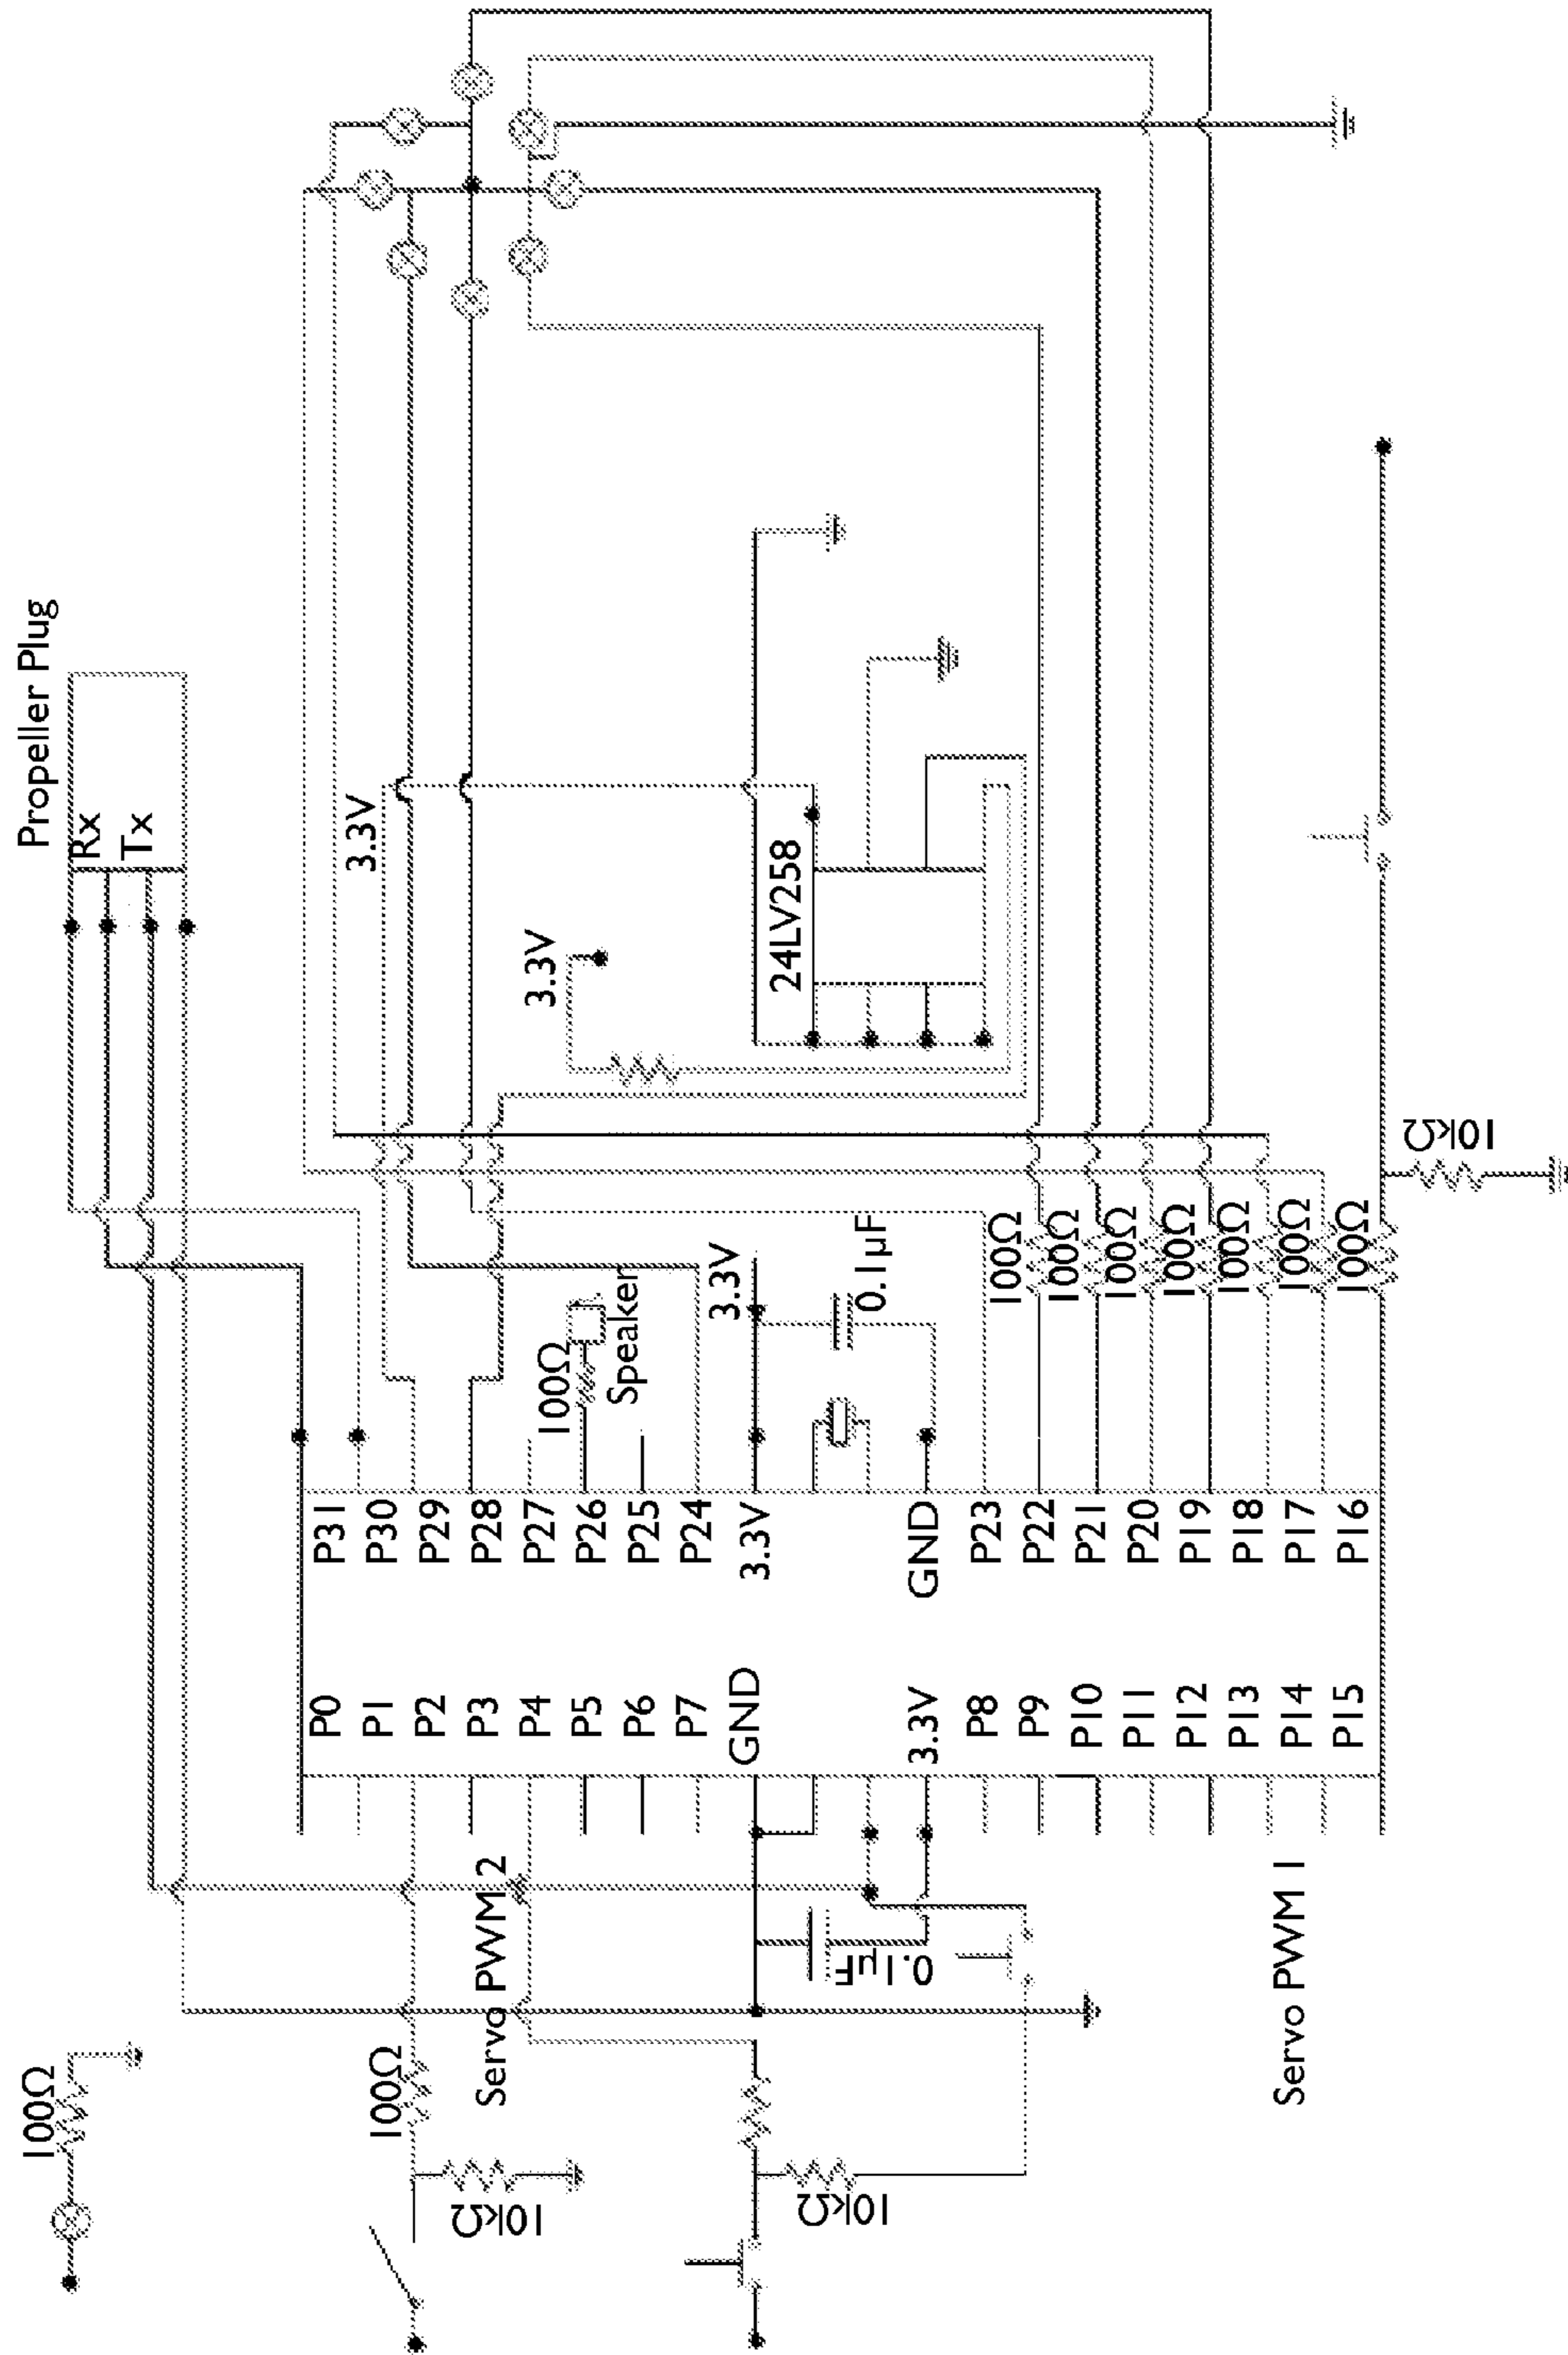 Propeller Plug
Rx
Tx
3.3V
3.3V
24LV258
10kΩ
100Ω
Speaker
3.3V
0.1µF
100Ω
100Ω
100Ω
100Ω
100Ω
100Ω
100Ω
P31
P30
P29
P28
P27
P26
P25
P24
3.3V
GND
P23
P22
P21
P20
P19
P18
P17
P16
P0
P1
P2
P3
P4
P5
P6
P7
GND
3.3V
P8
P9
P10
P11
P12
P13
P14
P15
Servo PWM 2
0.1µF
Servo PWM 1
100Ω
100Ω
10kΩ
10kΩ